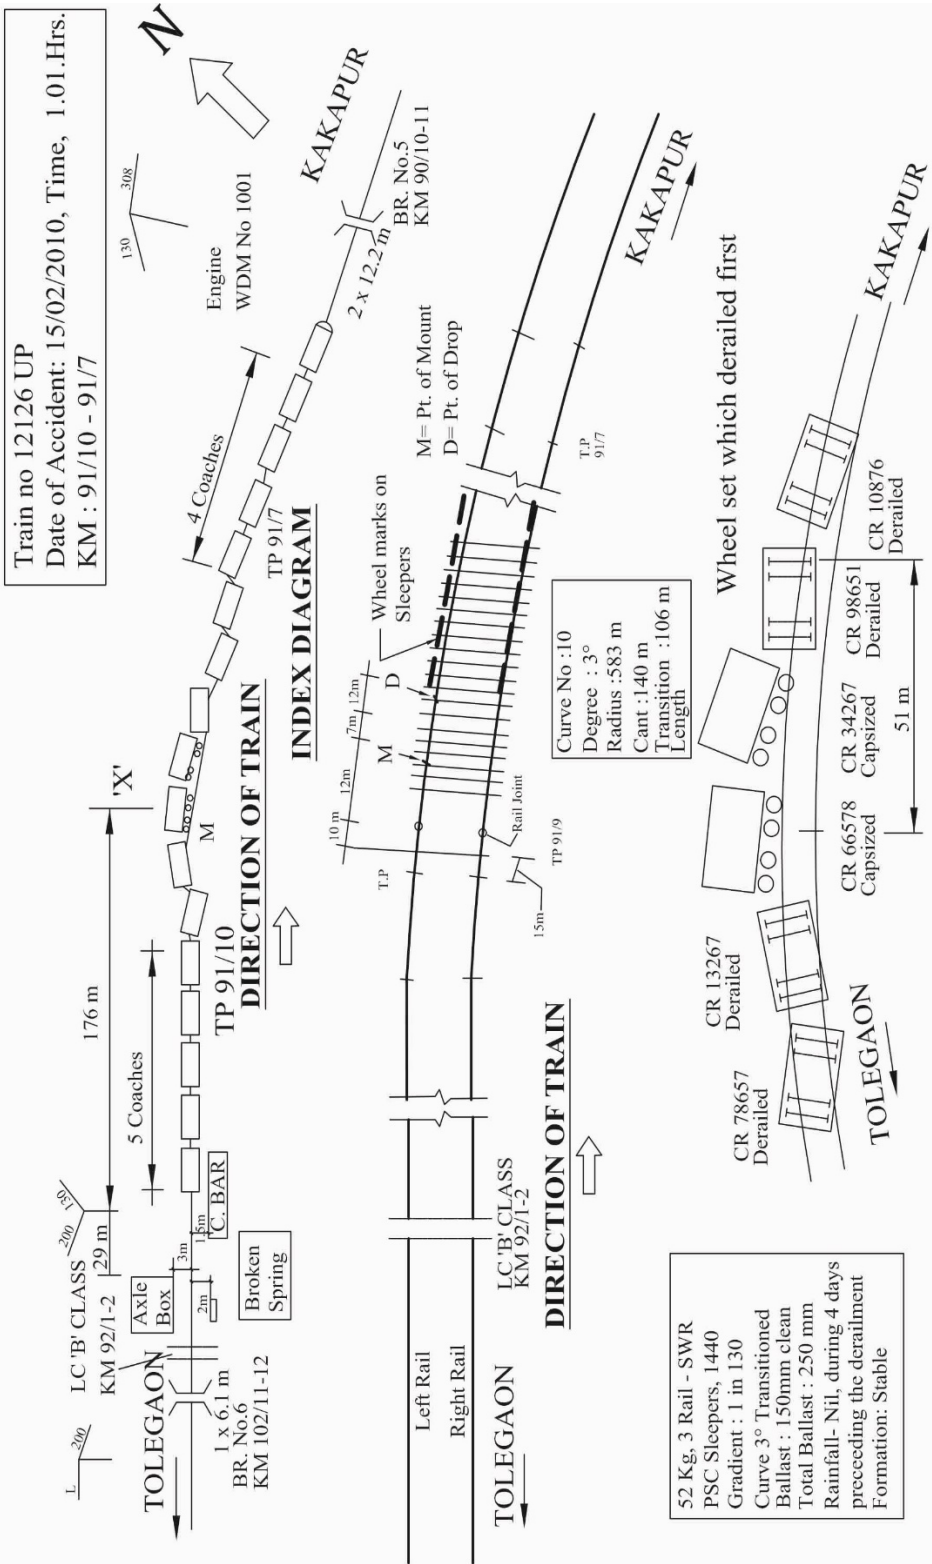 Train no 12126 UP
Date of Accident: 15/02/2010, Time, 1.01.Hrs.
KM : 91/10 - 91/7
N
L
200
LC 'B' CLASS
KM 92/1-2
200
130
29 m
176 m
'X'
130
308
Engine
WDM No 1001
KAKAPUR
5 Coaches
4 Coaches
Axle
Box
3m
1.5m
C. BAR
2m
Broken
Spring
TOLEGAON
1 x 6.1 m
BR. No.6
KM 102/11-12
M
TP 91/10
DIRECTION OF TRAIN
TP 91/7
INDEX DIAGRAM
2 x 12.2 m
BR. No.5
KM 90/10-11
Left Rail
Right Rail
TOLEGAON
LC 'B' CLASS
KM 92/1-2
DIRECTION OF TRAIN
T.P
10 m
12m
7m
12m
M
D
Wheel marks on
Sleepers
M= Pt. of Mount
D= Pt. of Drop
Rail Joint
TP 91/9
15m
T.P
91/7
KAKAPUR
Curve No :10
Degree : 3°
Radius :583 m
Cant :140 m
Transition :106 m
Length
52 Kg, 3 Rail - SWR
PSC Sleepers, 1440
Gradient : 1 in 130
Curve 3° Transitioned
Ballast : 150mm clean
Total Ballast : 250 mm
Rainfall- Nil, during 4 days
preceeding the derailment
Formation: Stable
Wheel set which derailed first
CR 78657
Derailed
CR 13267
Derailed
CR 66578
Capsized
CR 34267
Capsized
CR 98651
Derailed
CR 10876
Derailed
51 m
TOLEGAON
KAKAPUR